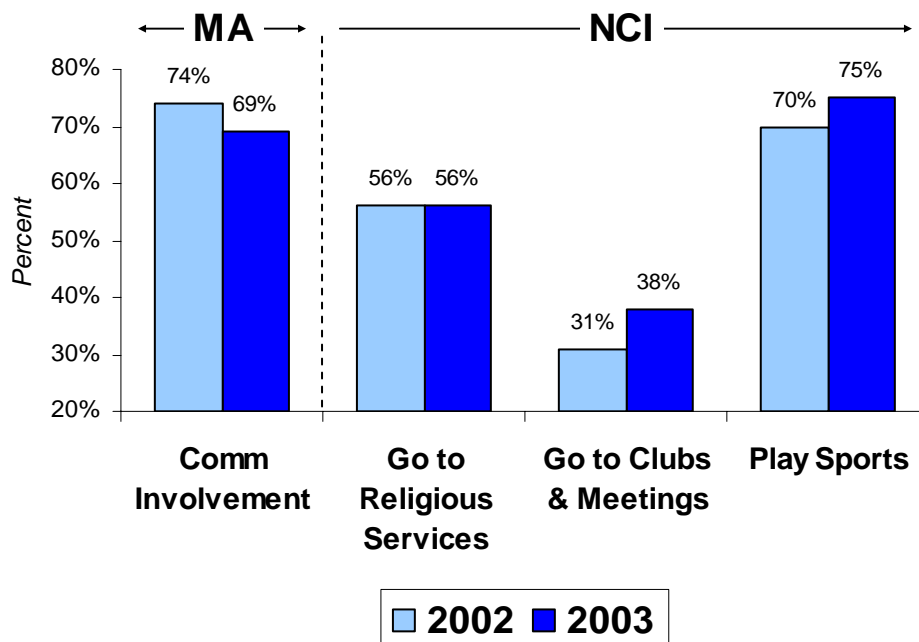 MA NCI
80%
70%
60%
50%
40%
30%
20%
Percent
74%
69%
56% 56%
31%
38%
70%
75%
Comm
Involvement
Go to
Religious
Services
Go to Clubs
& Meetings
Play Sports
2002 2003